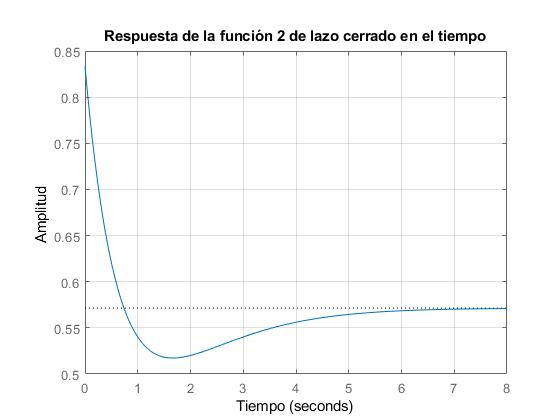 Respuesta de la función 2 de lazo cerrado en el tiempo
0.85
0.8
0.75
0.7
0.65
0.6
0.55
0.5
Amplitud
0 1 2 3 4 5 6 7 8
Tiempo (seconds)